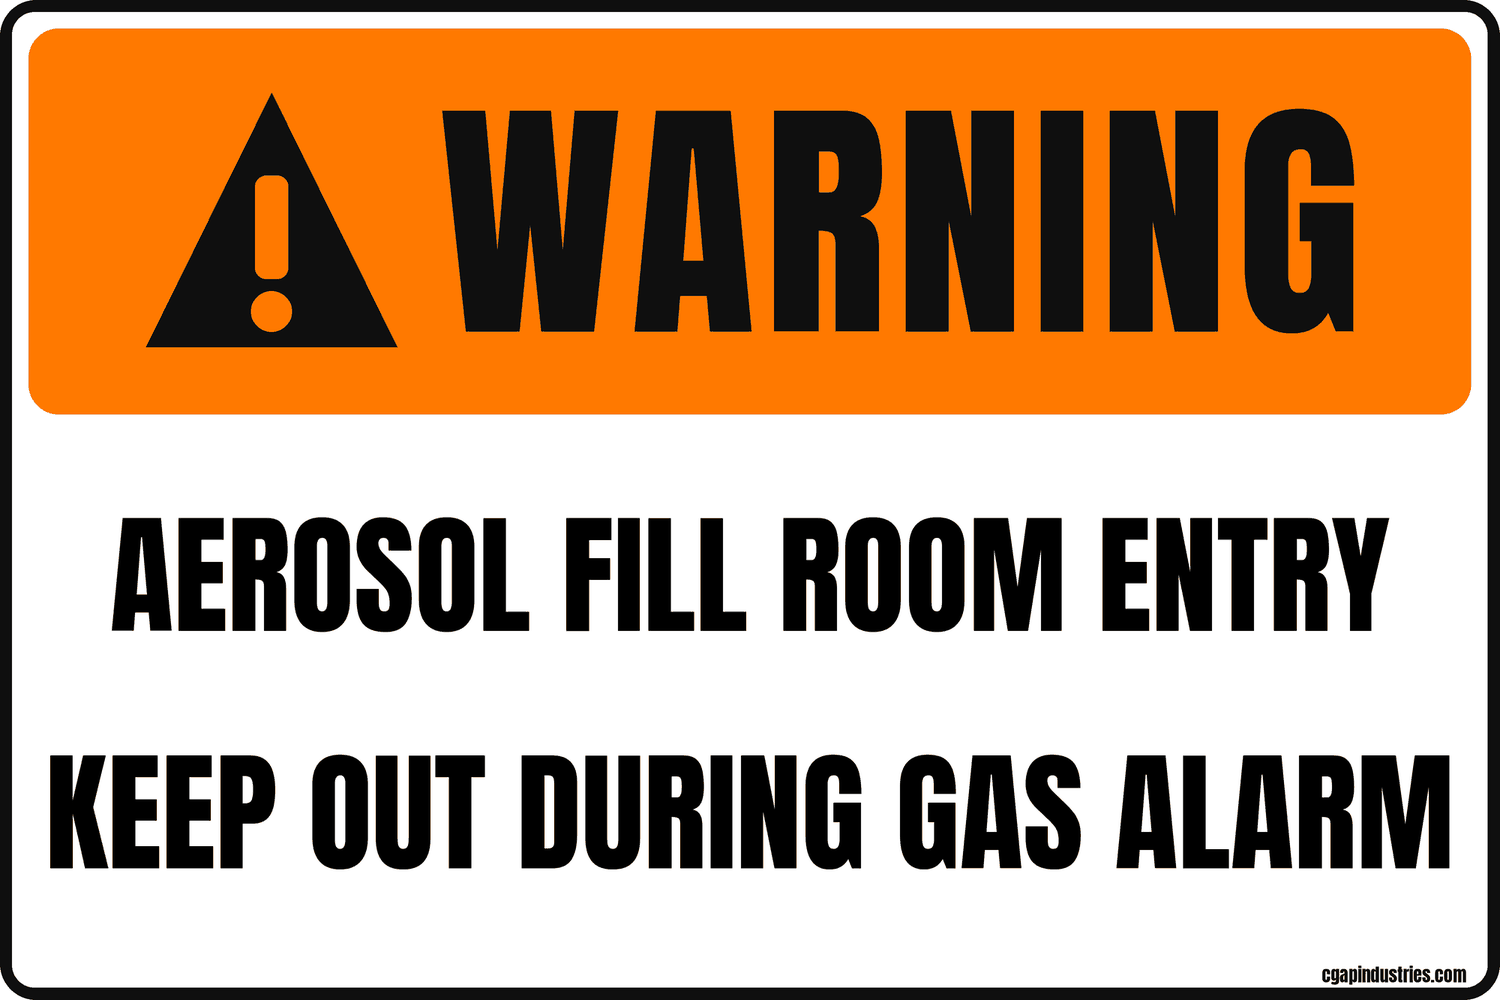 WARNING
AEROSOL FILL ROOM ENTRY
KEEP OUT DURING GAS ALARM
cgapindustries.com